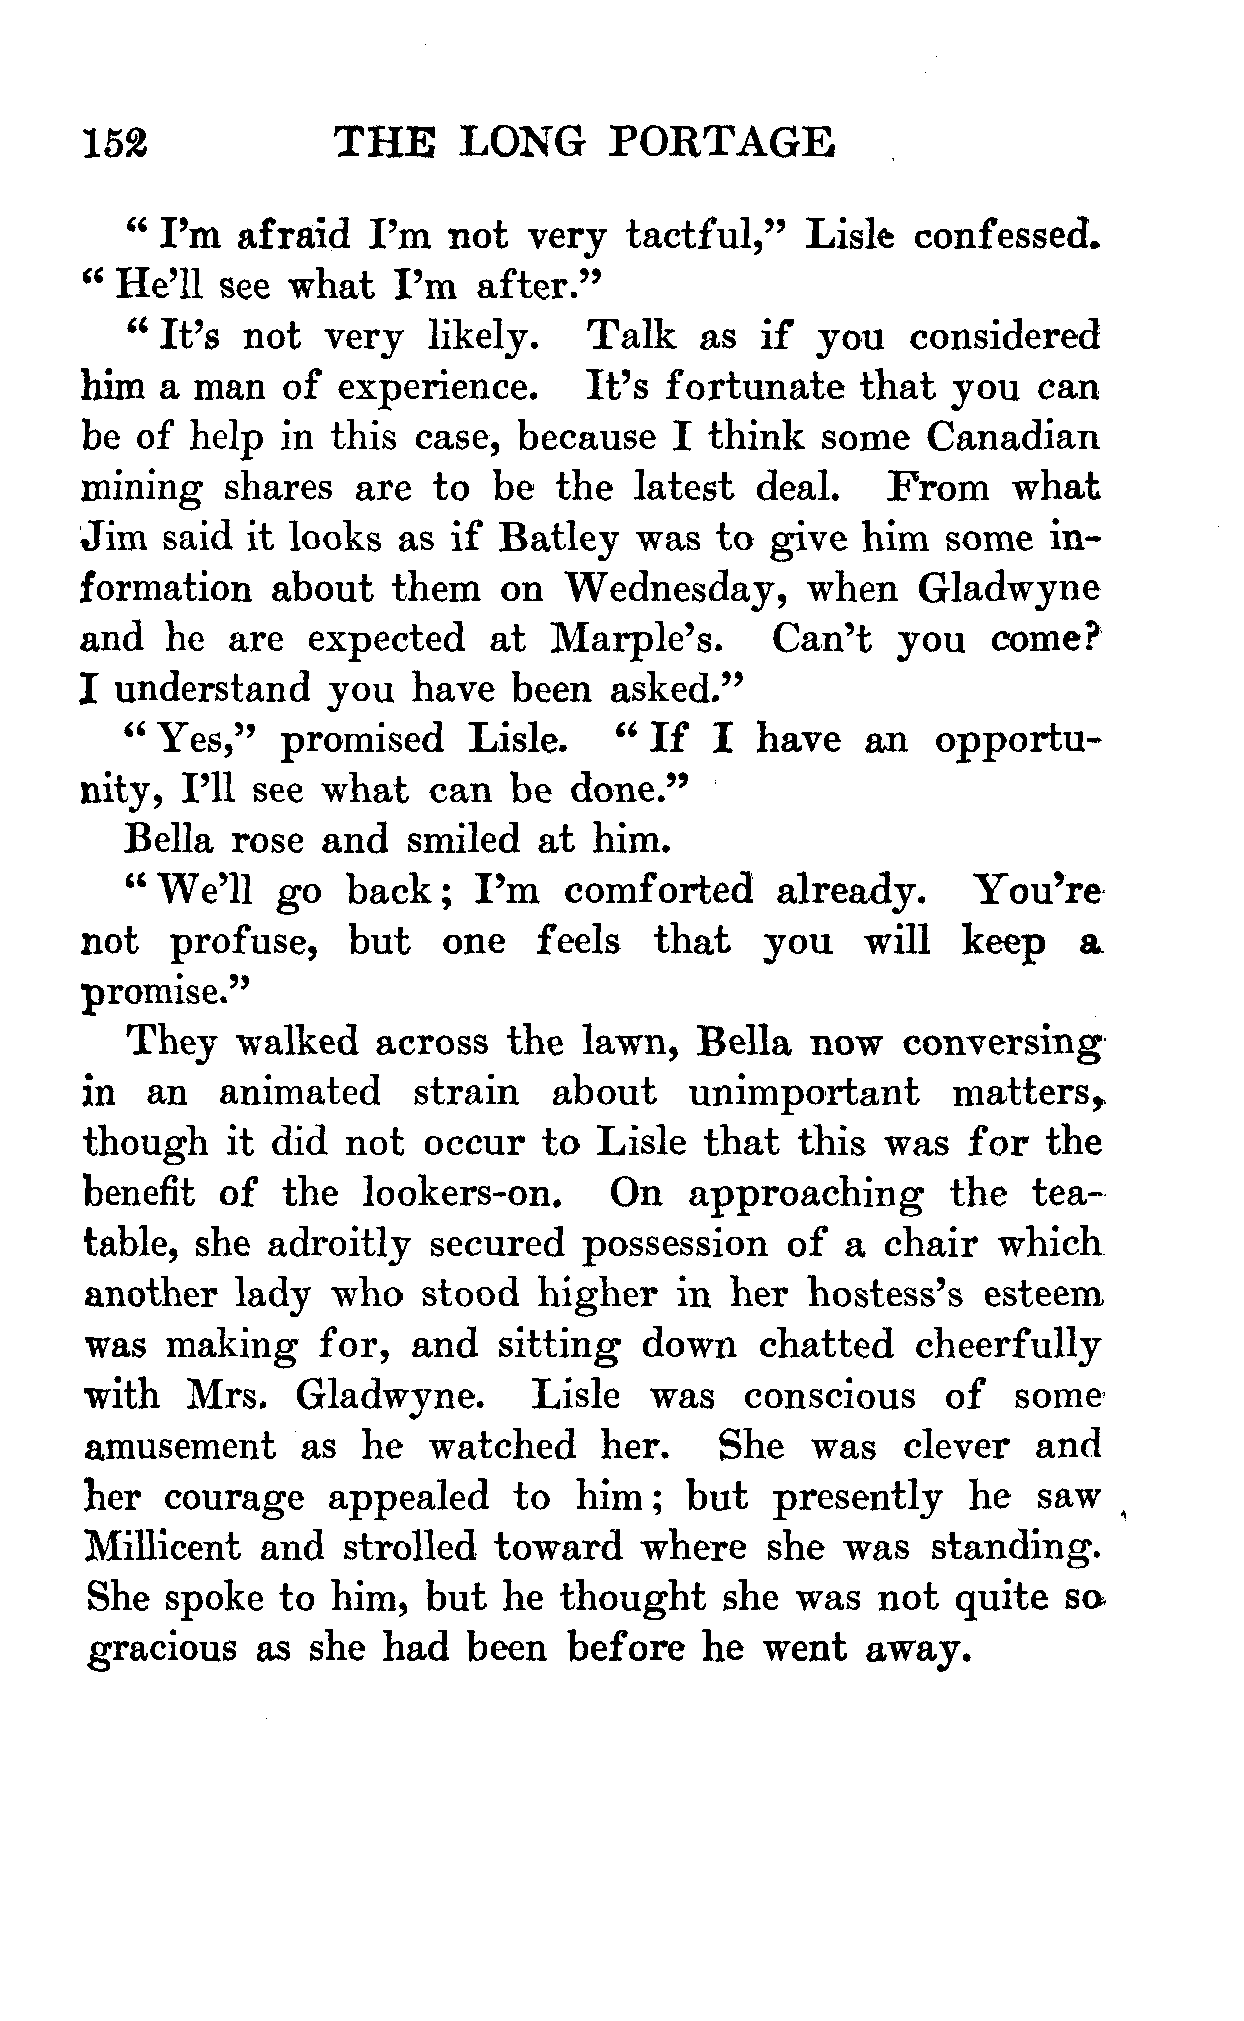 152 THE LONG PORTAGE
“ I’m afraid I’m not very tactful,” Lisle confessed.
“ He’ll see what I’m after.”
“ It’s not very likely. Talk as if you considered
him a man of experience. It’s fortunate that you can
be of help in this case, because I think some Canadian
mining shares are to be the latest deal. From what
Jim said it looks as if Batley was to give him some in-
formation about them on Wednesday, when Gladwyne
and he are expected at Marple’s. Can’t you come?
I understand you have been asked.”
“ Yes,” promised Lisle. “ If I have an opportu-
nity, I’ll see what can be done.”
Bella rose and smiled at him.
“ We’ll go back ; I’m comforted already. You’re
not profuse, but one feels that you will keep a
promise.”
They walked across the lawn, Bella now conversing
in an animated strain about unimportant matters,
though it did not occur to Lisle that this was for the
benefit of the lookers-on. On approaching the tea-
table, she adroitly secured possession of a chair which
another lady who stood higher in her hostess’s esteem
was making for, and sitting down chatted cheerfully
with Mrs. Gladwyne. Lisle was conscious of some
amusement as he watched her. She was clever and
her courage appealed to him ; but presently he saw
Millicent and strolled toward where she was standing.
She spoke to him, but he thought she was not quite so
gracious as she had been before he went away.